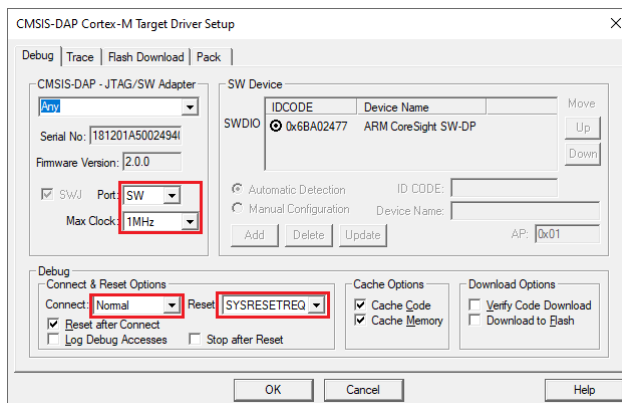 CMSIS-DAP Cortex-M Target Driver Setup
Debug | Trace | Flash Download | Pack
CMSIS-DAP - JTAG/SW Adapter
Any
Serial No: 181201A5002494(
Firmware Version: 2.0.0
SWJ Port: SW
Max Clock: 1MHz
SW Device
IDCODE Device Name
SWDIO 0x6BA02477 ARM CoreSight SW-DP
Move
Up
Down
Automatic Detection ID CODE:
Manual Configuration Device Name:
Add Delete Update AP: 0x01
Debug
Connect & Reset Options
Connect: Normal Reset SYSRESETREQ
Reset after Connect
Log Debug Accesses Stop after Reset
Cache Options
Cache Code
Cache Memory
Download Options
Verify Code Download
Download to Flash
OK Cancel Help